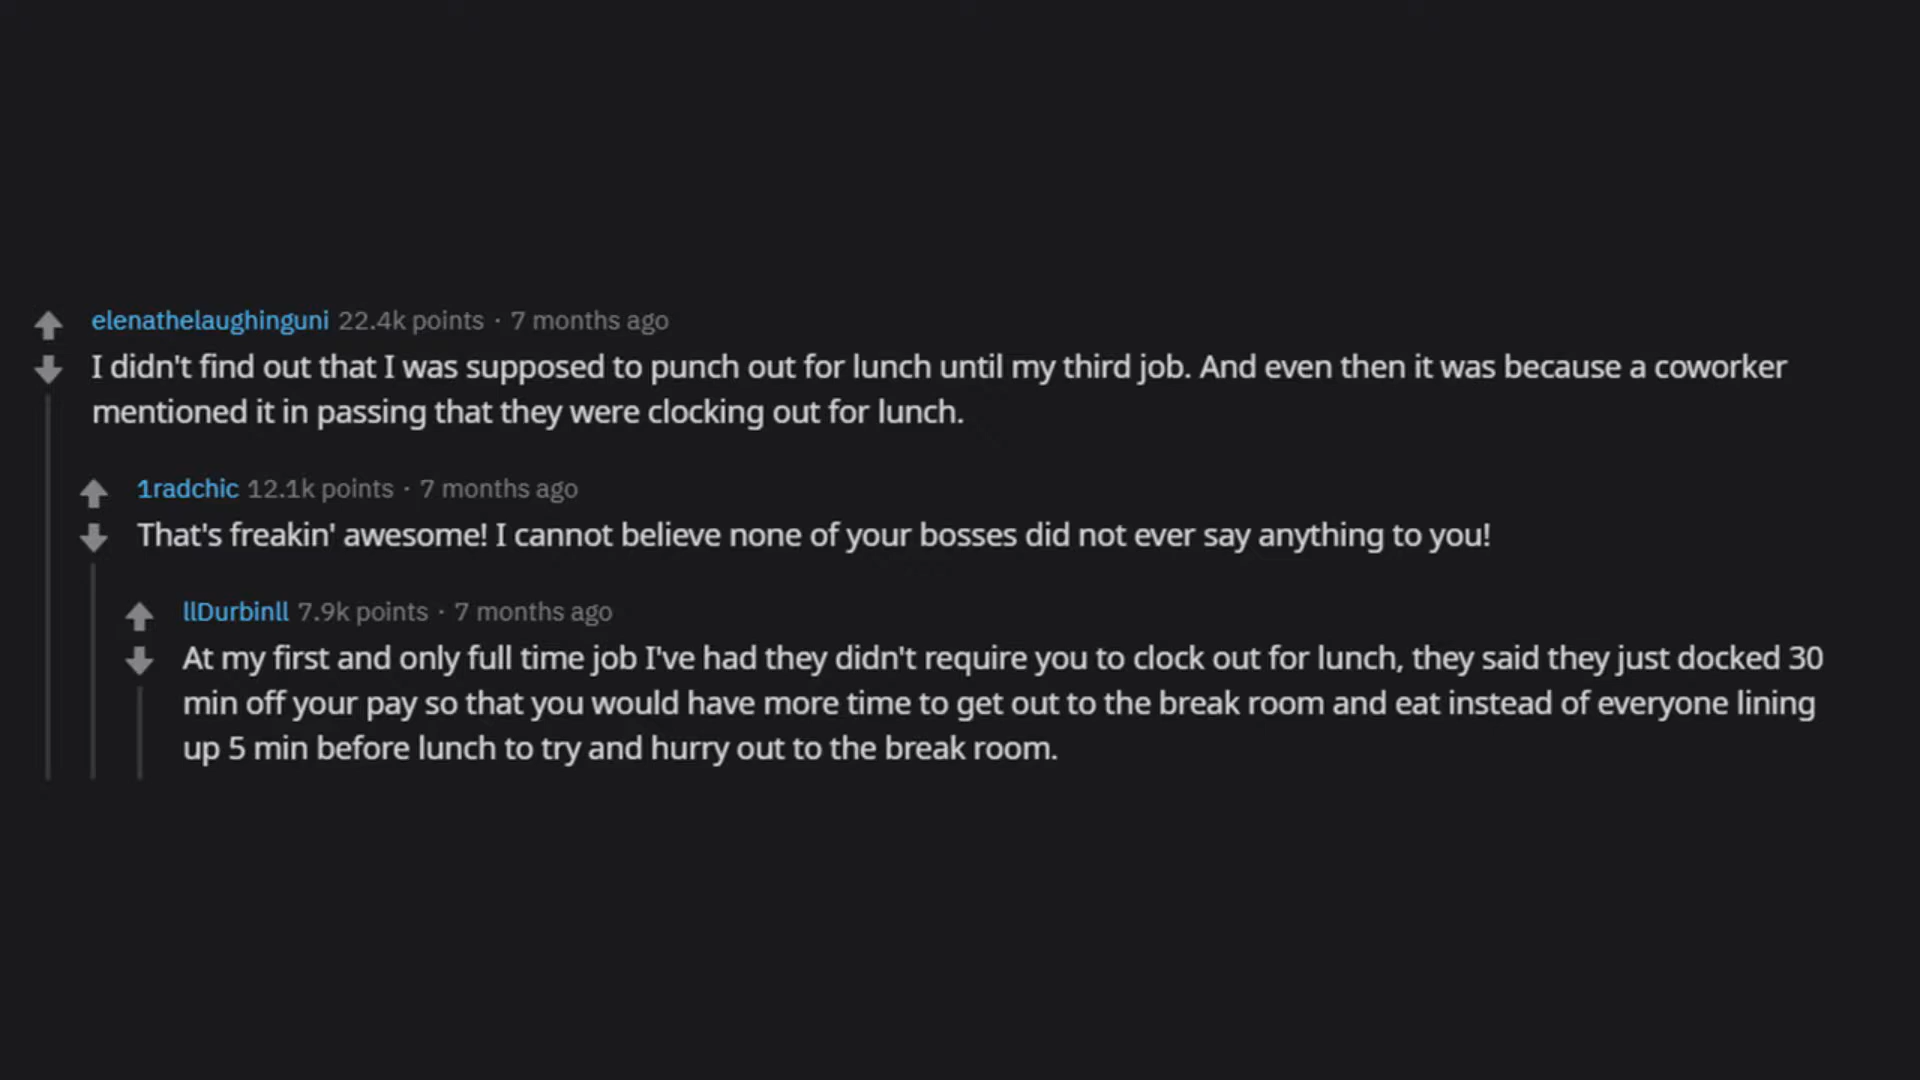 elenathelaughinguni 22.4k points · 7 months ago
I didn't find out that I was supposed to punch out for lunch until my third job. And even then it was because a coworker
mentioned it in passing that they were clocking out for lunch.
1radchic 12.1k points · 7 months ago
That's freakin' awesome! I cannot believe none of your bosses did not ever say anything to you!
llDurbinll 7.9k points · 7 months ago
At my first and only full time job I've had they didn't require you to clock out for lunch, they said they just docked 30
min off your pay so that you would have more time to get out to the break room and eat instead of everyone lining
up 5 min before lunch to try and hurry out to the break room.